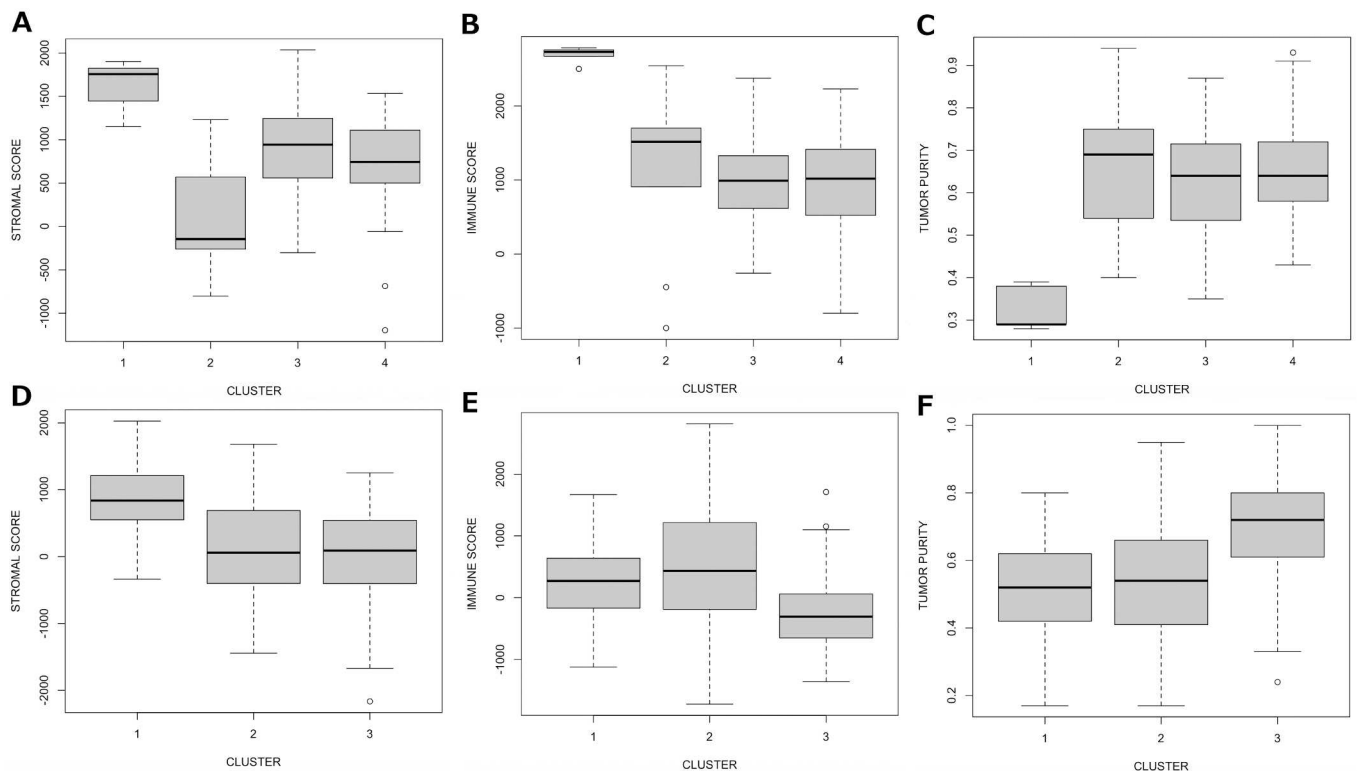 A
STROMAL SCORE
2000
1500
1000
500
0
-500
-1000
1
2
3
4
CLUSTER
B
IMMUNE SCORE
2000
1000
0
-1000
1
2
3
4
CLUSTER
C
TUMOR PURITY
0.9
0.8
0.7
0.6
0.5
0.4
0.3
1
2
3
4
CLUSTER
D
STROMAL SCORE
2000
1000
0
-1000
-2000
1
2
3
CLUSTER
E
IMMUNE SCORE
2000
1000
0
-1000
1
2
3
CLUSTER
F
TUMOR PURITY
1.0
0.8
0.6
0.4
0.2
1
2
3
CLUSTER